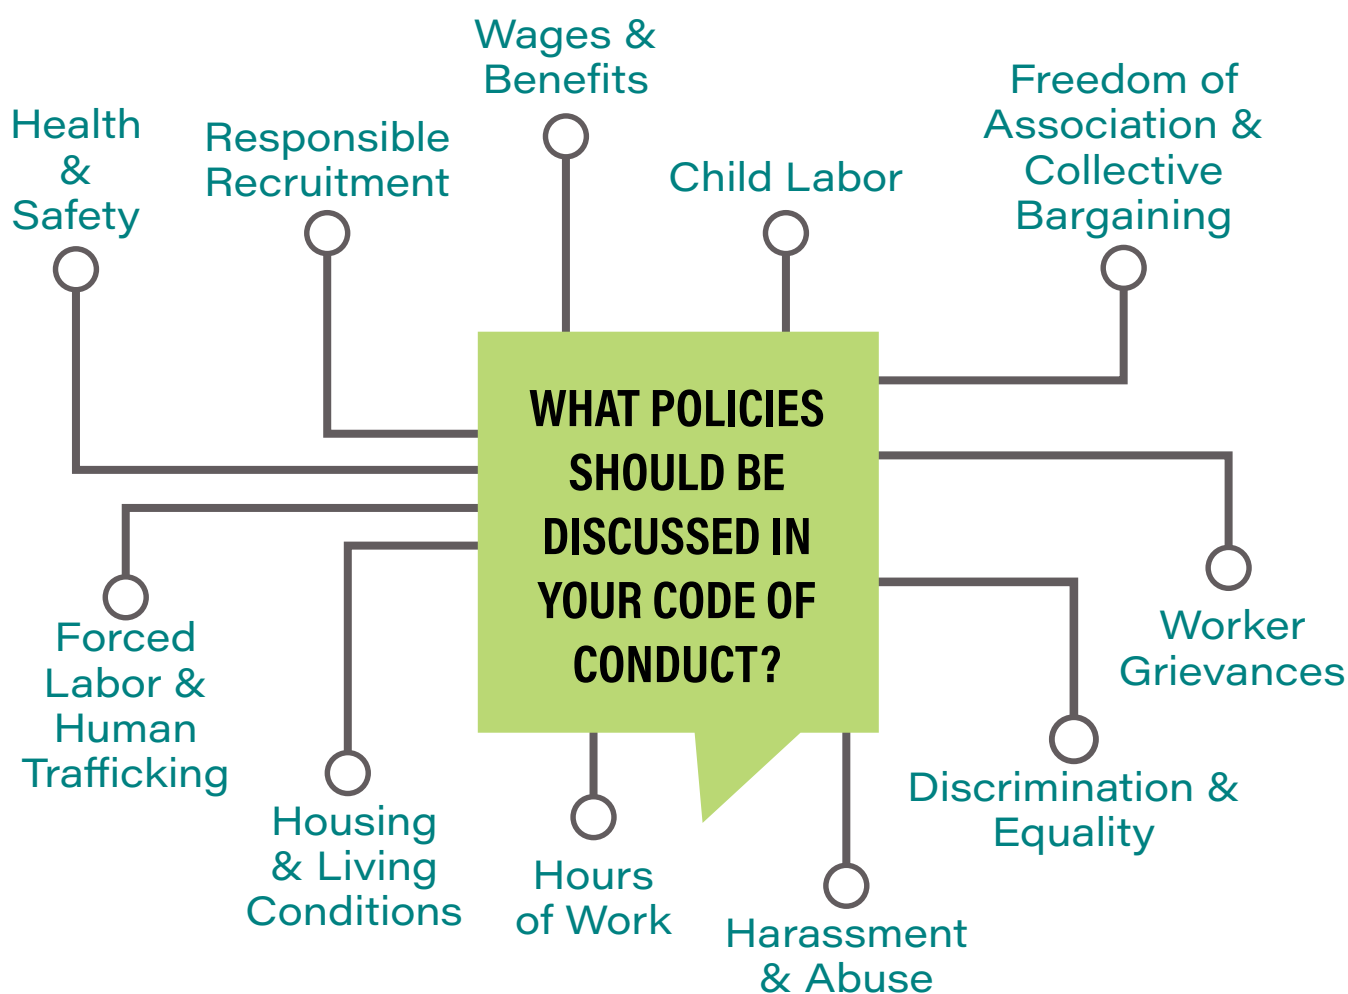 Wages &
Benefits
Freedom of
Association &
Collective
Bargaining
Health
&
Safety
Responsible
Recruitment
Child Labor
WHAT POLICIES
SHOULD BE
DISCUSSED IN
YOUR CODE OF
CONDUCT?
Forced
Labor &
Human
Trafficking
Worker
Grievances
Housing
& Living
Conditions
Hours
of Work
Discrimination &
Equality
Harassment
& Abuse